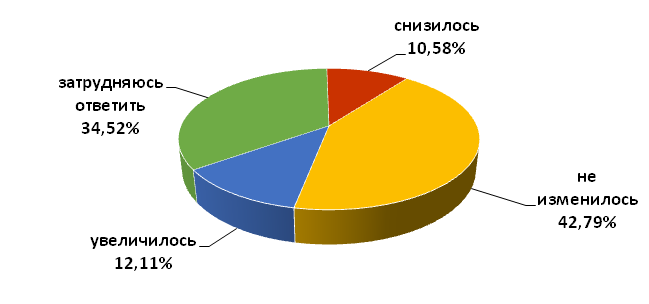 снизилось
10,58%
затрудняюсь
ответить
34,52%
не
изменилось
42,79%
увеличилось
12,11%